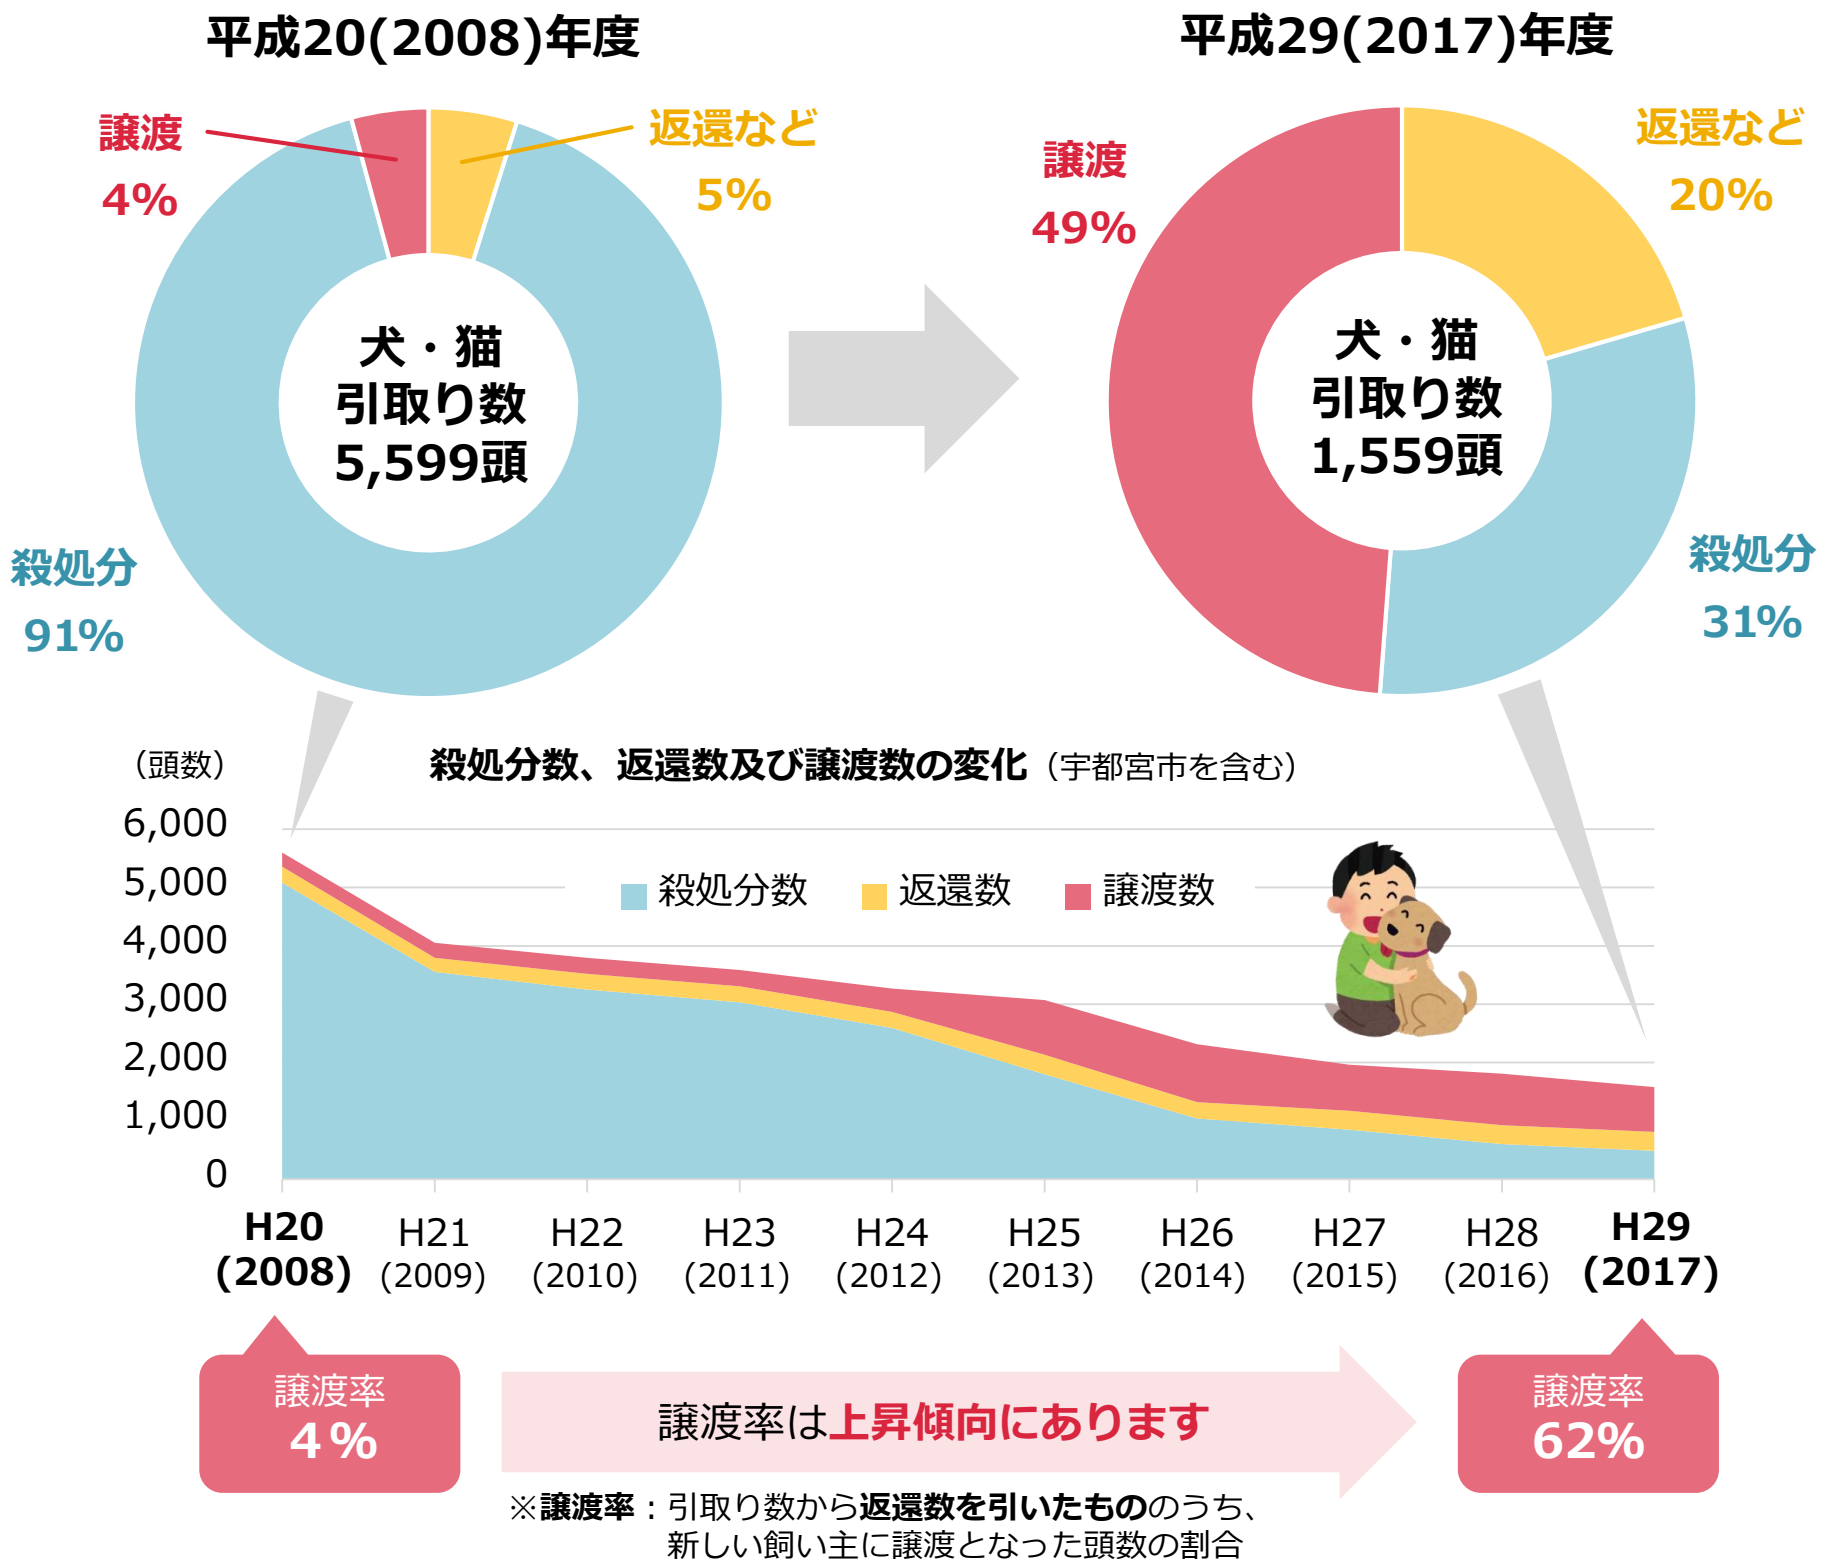 平成20(2008)年度
平成29(2017)年度
譲渡
4%
返還など
5%
犬・猫
引取り数
5,599頭
殺処分
91%
譲渡
49%
返還など
20%
犬・猫
引取り数
1,559頭
殺処分
31%
（頭数）
殺処分数、返還数及び譲渡数の変化（宇都宮市を含む）
6,000
5,000
4,000
3,000
2,000
1,000
0
殺処分数 返還数 譲渡数
H20 H21 H22 H23 H24 H25 H26 H27 H28 H29
(2008) (2009) (2010) (2011) (2012) (2013) (2014) (2015) (2016) (2017)
譲渡率
４%
譲渡率は上昇傾向にあります
譲渡率
62%
※譲渡率：引取り数から返還数を引いたもののうち、
新しい飼い主に譲渡となった頭数の割合